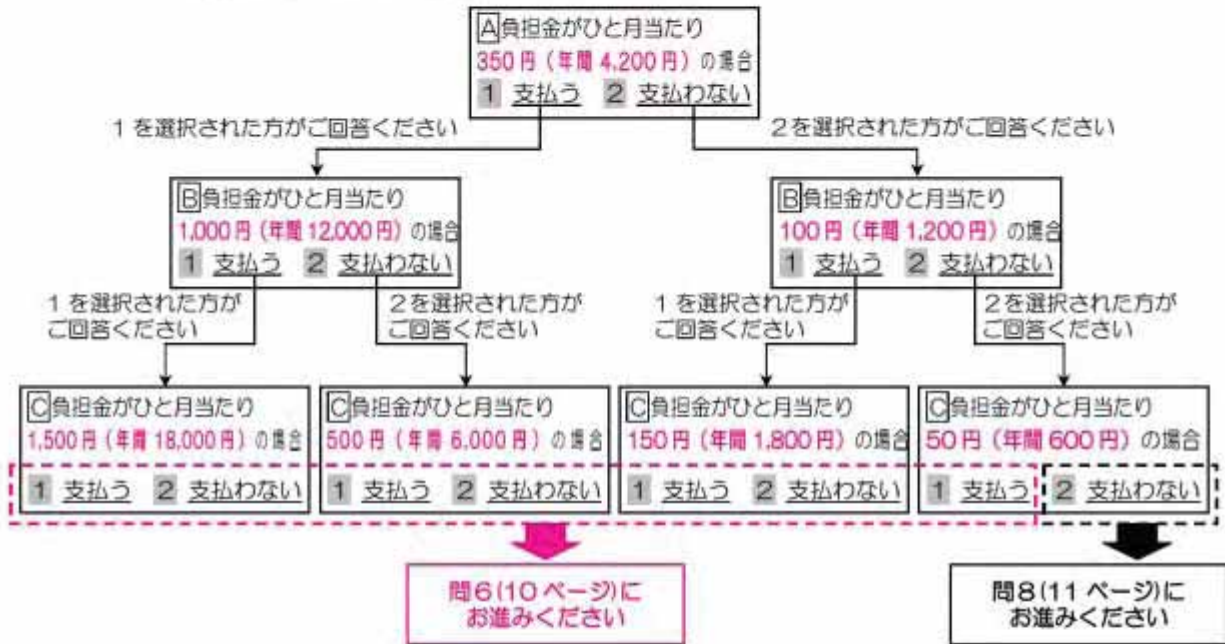 A負担金がひと月当たり
350円（年間4,200円）の場合
1 支払う 2 支払わない
1を選択された方がご回答ください
2を選択された方がご回答ください
B負担金がひと月当たり
1,000円（年間12,000円）の場合
1 支払う 2 支払わない
B負担金がひと月当たり
100円（年間1,200円）の場合
1 支払う 2 支払わない
1を選択された方が
ご回答ください
2を選択された方が
ご回答ください
1を選択された方が
ご回答ください
2を選択された方が
ご回答ください
C負担金がひと月当たり
1,500円（年間18,000円）の場合
1 支払う 2 支払わない
C負担金がひと月当たり
500円（年間6,000円）の場合
1 支払う 2 支払わない
C負担金がひと月当たり
150円（年間1,800円）の場合
1 支払う 2 支払わない
C負担金がひと月当たり
50円（年間600円）の場合
1 支払う 2 支払わない
問6(10ページ)に
お進みください
問8(11ページ)に
お進みください